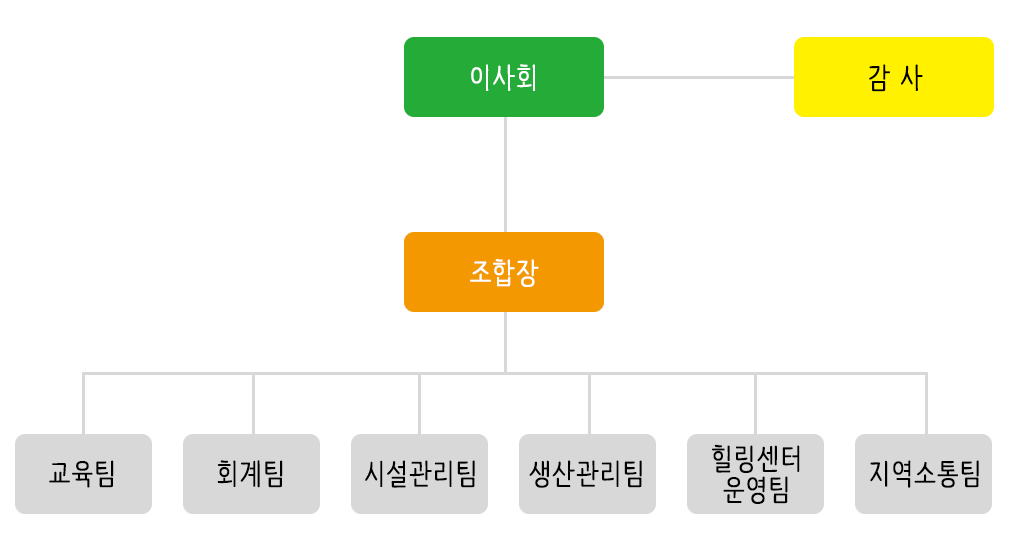 이사회
감 사
조합장
교육팀
회계팀
시설관리팀
생산관리팀
힐링센터
운영팀
지역소통팀